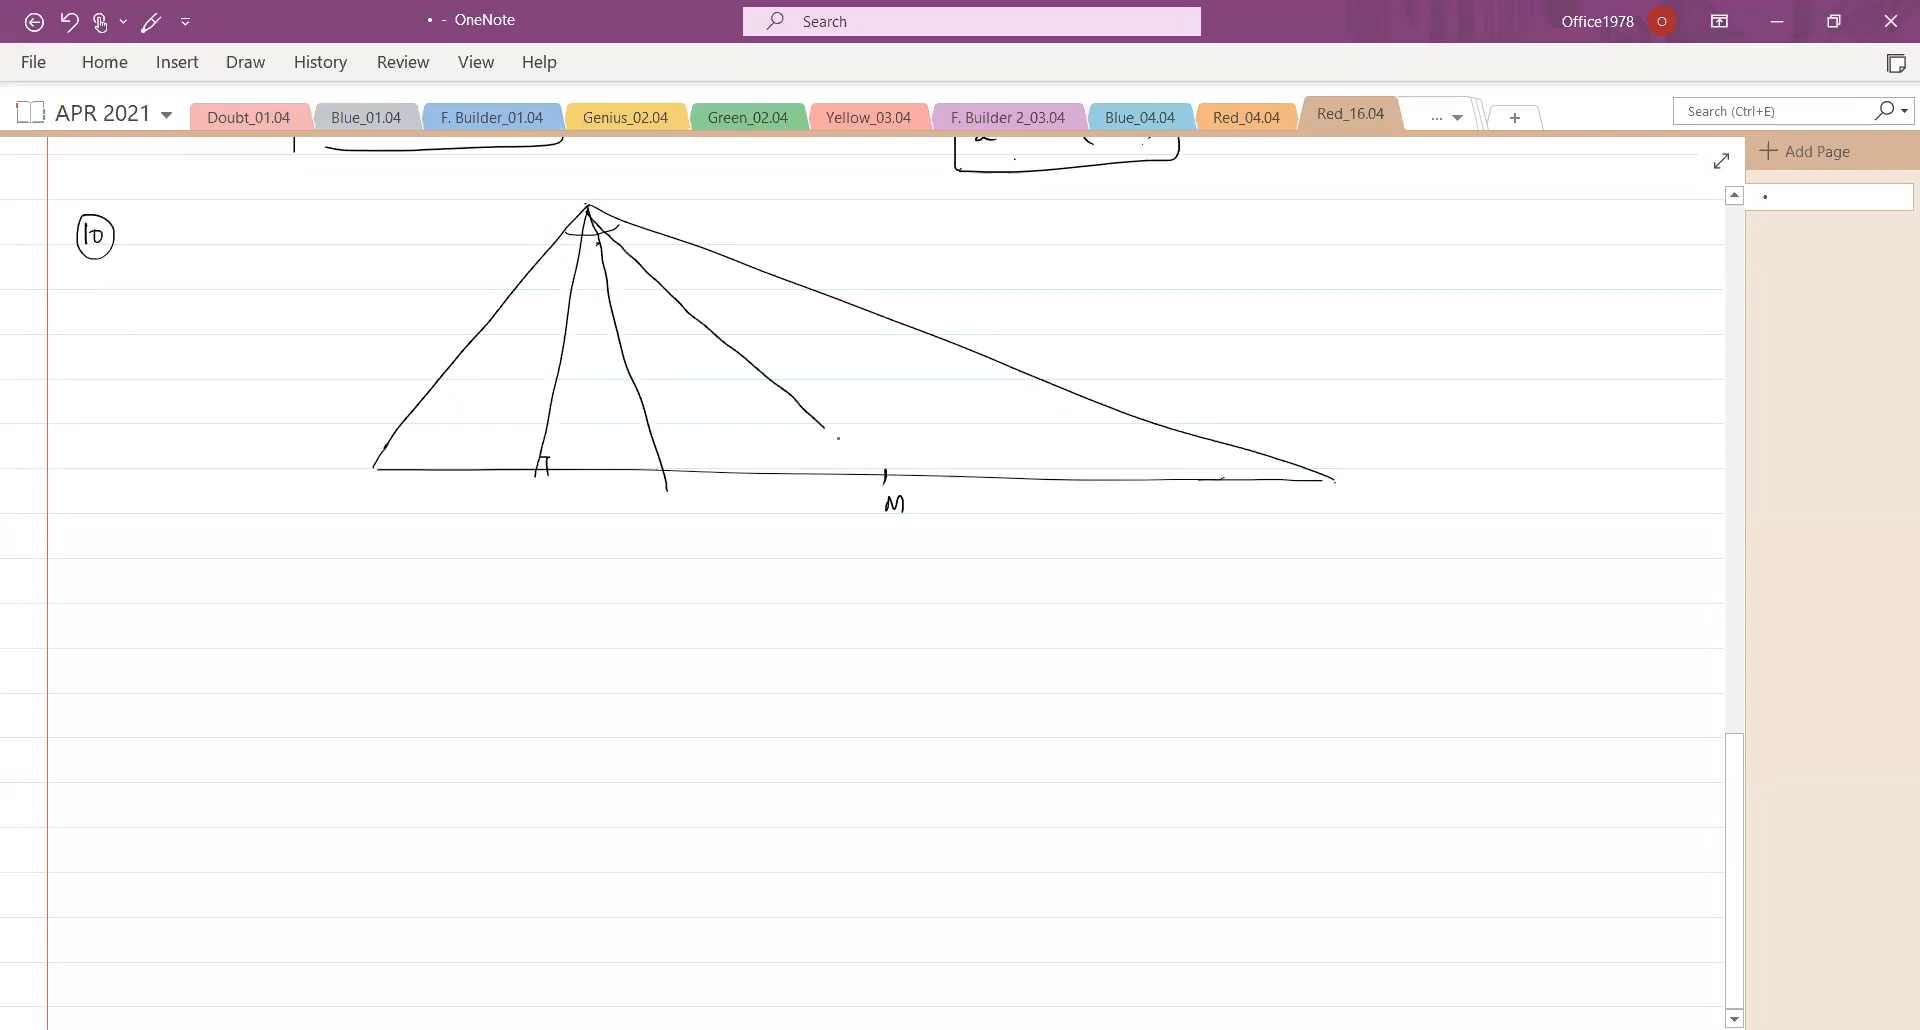 • - OneNote
Search
Office1978
O
File Home Insert Draw History Review View Help
APR 2021
Doubt_01.04 Blue_01.04 F. Builder_01.04 Genius_02.04 Green_02.04 Yellow_03.04 F. Builder 2_03.04 Blue_04.04 Red_04.04 Red_16.04 ... +
Search (Ctrl+E)
Add Page
•
10
M